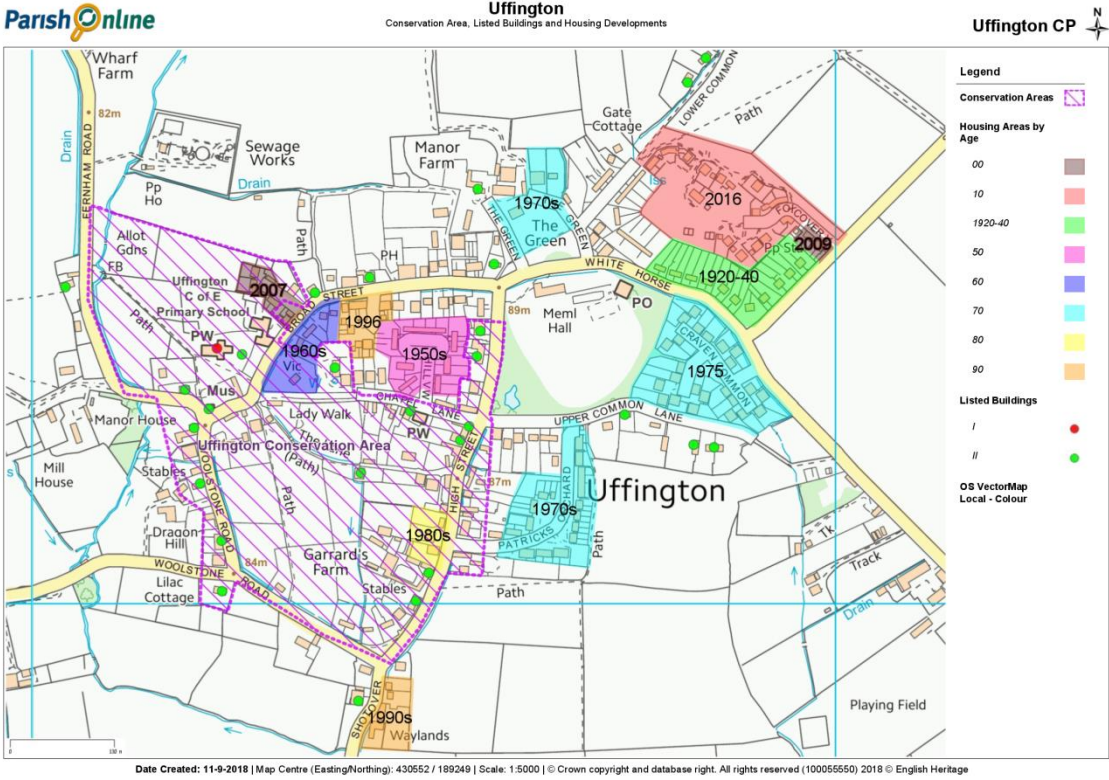 Parish Online
Uffington
Conservation Area, Listed Buildings and Housing Developments
Uffington CP
N
Wharf
Farm
82m
FERNHAM ROAD
Drain
Sewage
Works
Pp
Ho
Drain
Path
Manor
Farm
Gate
Cottage
LOWER COMMON
Path
Iss
2016
FOXCOVER
Pp St
2009
1920-40
1970s
The
Green
THE GREEN
GREEN
WHITE HORSE
Allot
Gdns
FB
Path
Uffington
C of E
Primary School
2007
PH
BROAD STREET
1996
89m
Meml
Hall
PO
PW
1960s
Vic
W
1950s
HILLVW
CHAPEL LANE
PW
1975
CRAVEN COMMON
Mus
Manor House
Lady Walk
Uffington Conservation Area
The
(Path)
UPPER COMMON LANE
Mill
House
Stables
WOOLSTONE ROAD
Path
HIGH STREET
87m
Uffington
1970s
PATRICKS ORCHARD
Path
1980s
Dragon
Hill
84m
WOOLSTONE ROAD
Garrard's
Farm
Stables
Lilac
Cottage
Path
Tk
Track
Drain
Playing Field
SHOTOVER
1990s
Waylands
Legend
Conservation Areas
Housing Areas by
Age
00
10
1920-40
50
60
70
80
90
Listed Buildings
I
II
OS VectorMap
Local - Colour
Date Created: 11-9-2018 | Map Centre (Easting/Northing): 430552 / 189249 | Scale: 1:5000 | © Crown copyright and database right. All rights reserved (100055550) 2018 © English Heritage